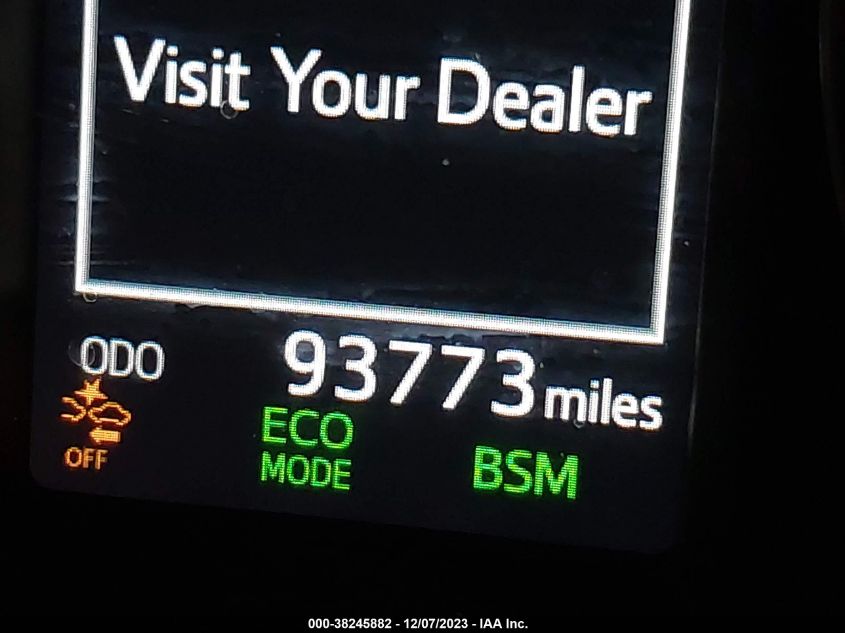 Visit Your Dealer
ODO 93773 miles
OFF ECO MODE BSM
000-38245882 - 12/07/2023 - IAA Inc.